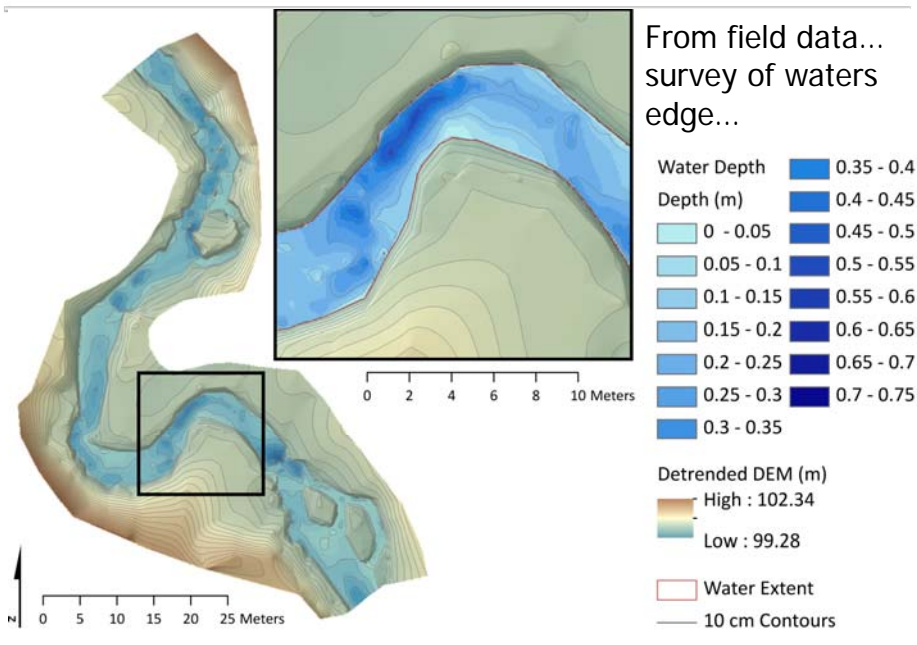 From field data...
survey of waters
edge...
Water Depth
Depth (m)
0 - 0.05
0.05 - 0.1
0.1 - 0.15
0.15 - 0.2
0.2 - 0.25
0.25 - 0.3
0.3 - 0.35
0.35 - 0.4
0.4 - 0.45
0.45 - 0.5
0.5 - 0.55
0.55 - 0.6
0.6 - 0.65
0.65 - 0.7
0.7 - 0.75
0 2 4 6 8 10 Meters
Detrended DEM (m)
High : 102.34
Low : 99.28
Water Extent
10 cm Contours
N
0 5 10 15 20 25 Meters